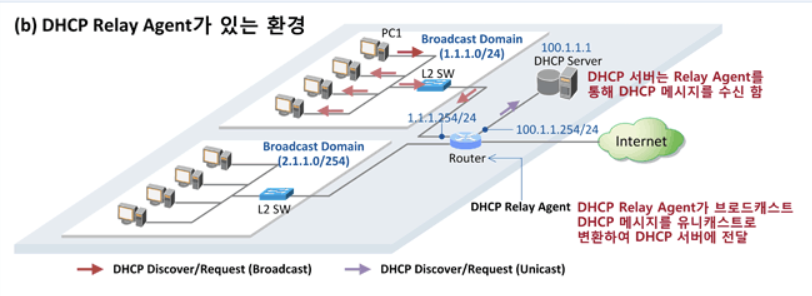 (b) DHCP Relay Agent가 있는 환경
PC1
Broadcast Domain
(1.1.1.0/24)
L2 SW
100.1.1.1
DHCP Server
DHCP 서버는 Relay Agent를
통해 DHCP 메시지를 수신 함
1.1.1.254/24
100.1.1.254/24
Router
Internet
Broadcast Domain
(2.1.1.0/254)
L2 SW
DHCP Relay Agent
DHCP Relay Agent가 브로드캐스트
DHCP 메시지를 유니캐스트로
변환하여 DHCP 서버에 전달
DHCP Discover/Request (Broadcast)
DHCP Discover/Request (Unicast)